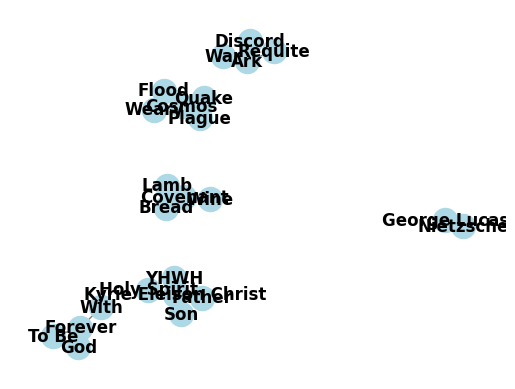 Discord
Requite
War
Ark
Flood
Quake
Cosmos
Weary
Plague
Lamb
Covenant
Wine
Bread
George Lucas
Nietzsche
YHWH
Holy Spirit
Kyrie Eleison Christ
Father
With
Son
Forever
To Be
God